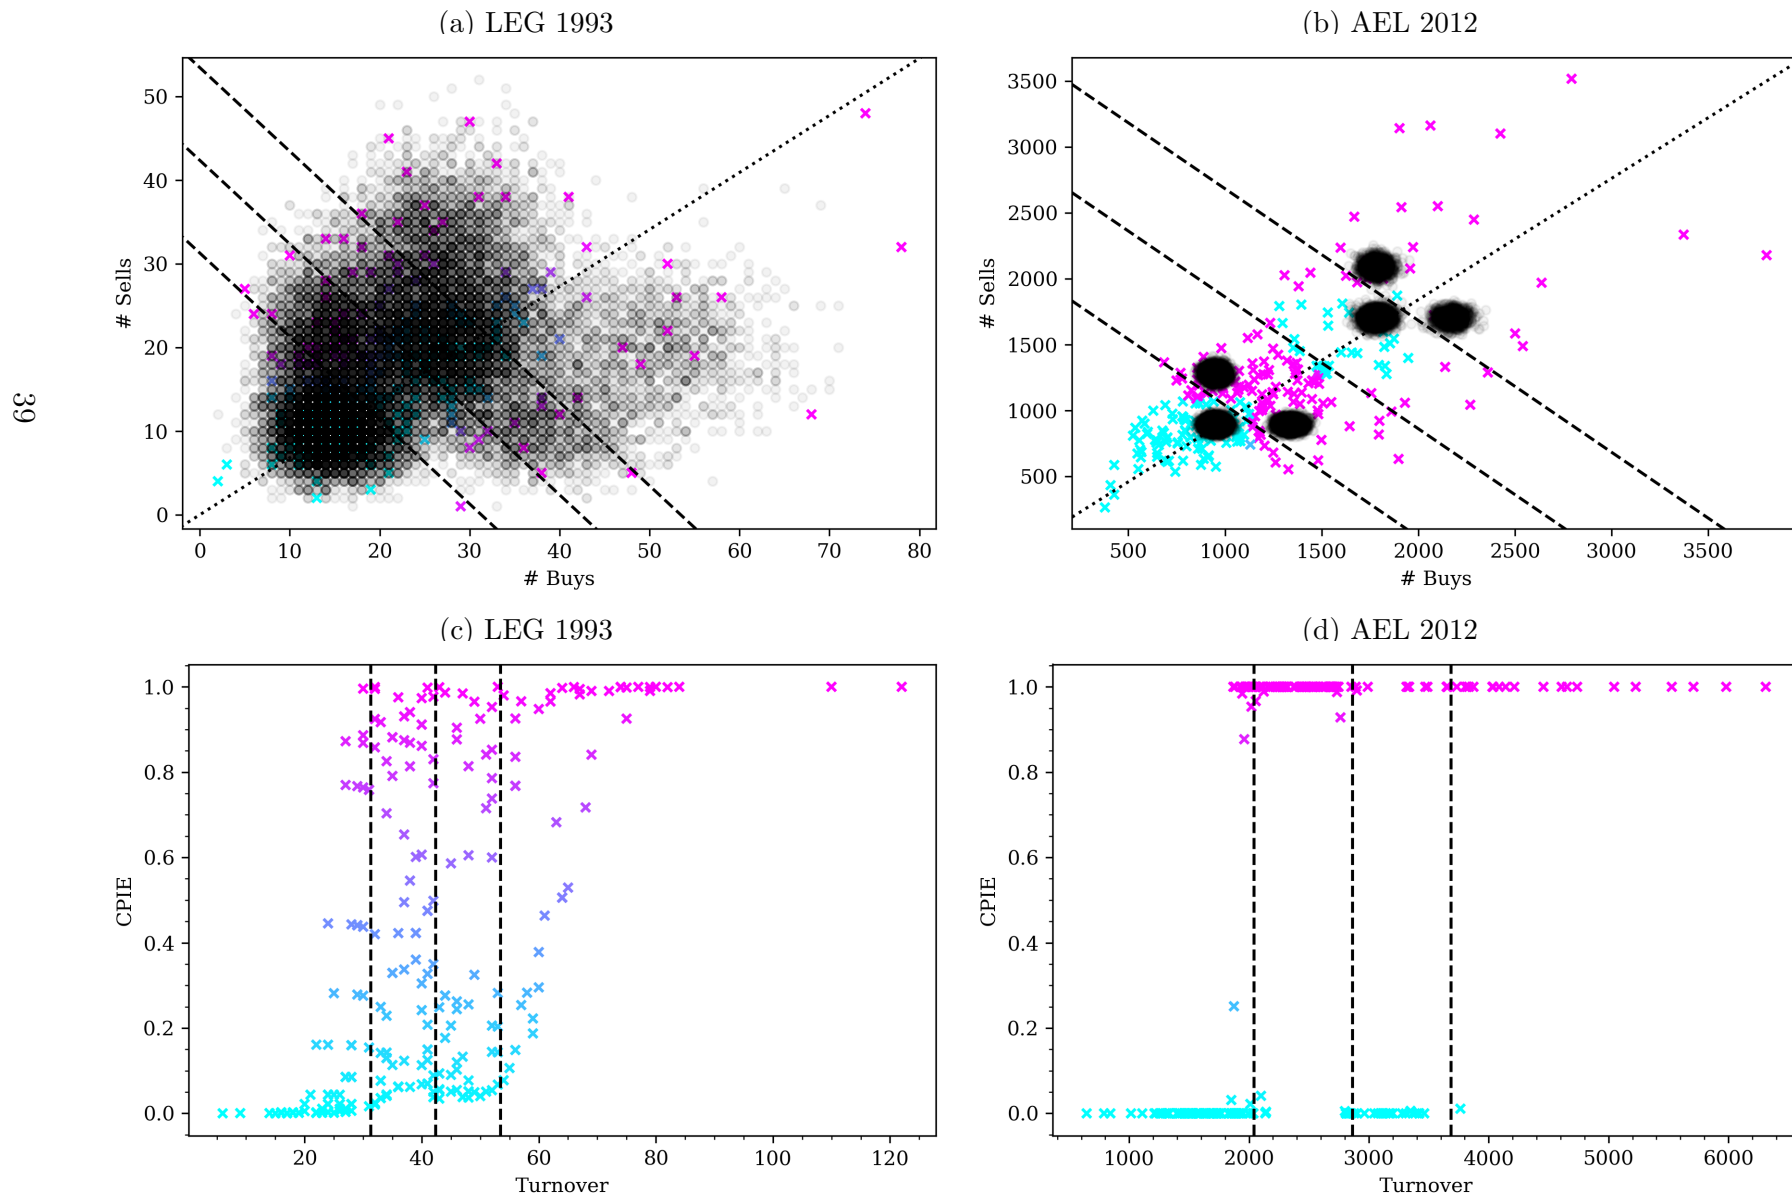 (a) LEG 1993
50
40
30
20
10
0
# Sells
0 10 20 30 40 50 60 70 80
# Buys
(b) AEL 2012
3500
3000
2500
2000
1500
1000
500
# Sells
500 1000 1500 2000 2500 3000 3500
# Buys
39
(c) LEG 1993
1.0
0.8
0.6
0.4
0.2
0.0
CPIE
20 40 60 80 100 120
Turnover
(d) AEL 2012
1.0
0.8
0.6
0.4
0.2
0.0
CPIE
1000 2000 3000 4000 5000 6000
Turnover